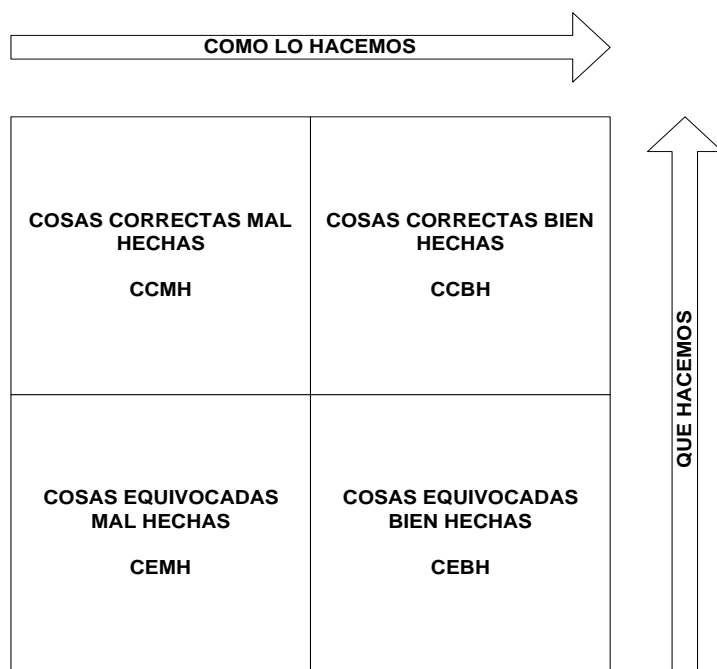 COMO LO HACEMOS
COSAS CORRECTAS MAL
HECHAS
CCMH
COSAS CORRECTAS BIEN
HECHAS
CCBH
QUE HACEMOS
COSAS EQUIVOCADAS
MAL HECHAS
CEMH
COSAS EQUIVOCADAS
BIEN HECHAS
CEBH